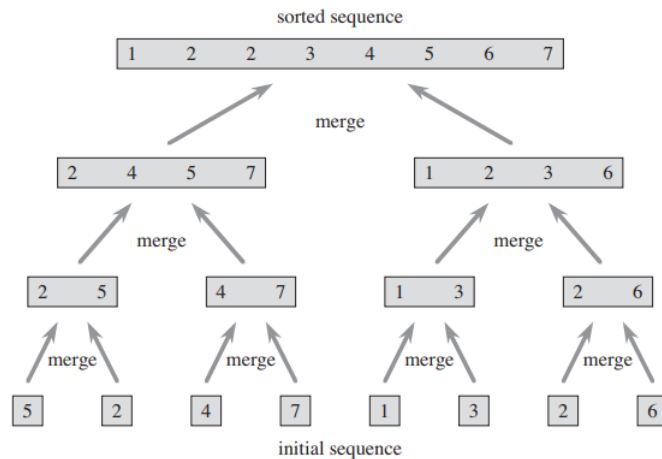 sorted sequence
1 2 2 3 4 5 6 7
merge
2 4 5 7 1 2 3 6
merge merge
2 5 4 7 1 3 2 6
merge merge merge merge
5 2 4 7 1 3 2 6
initial sequence